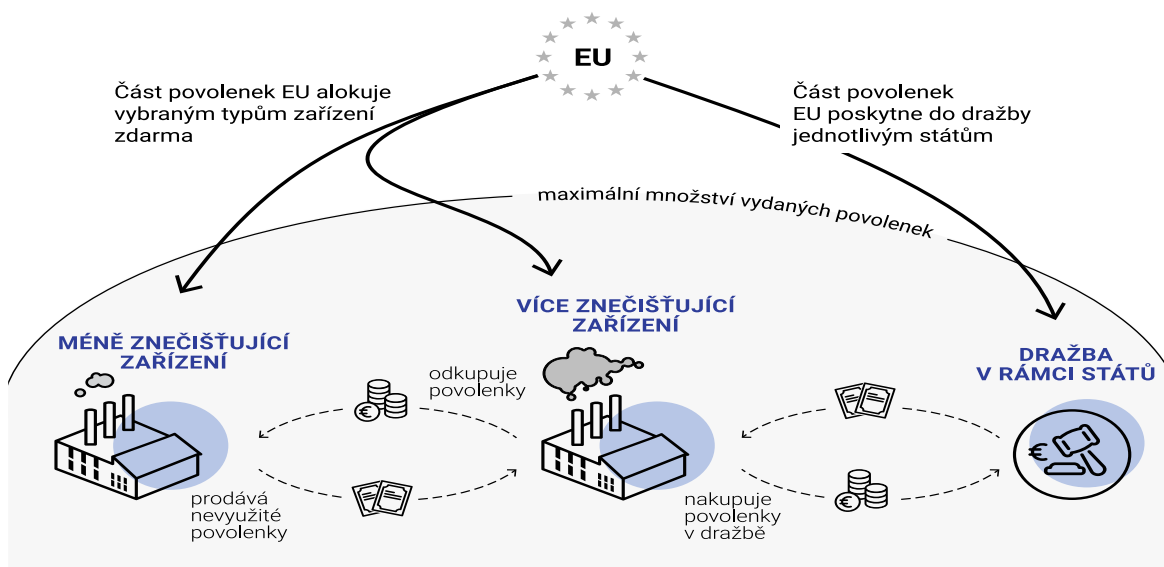 EU
Část povolenek EU alokuje
vybraným typům zařízení
zdarma
Část povolenek
EU poskytne do dražby
jednotlivým státům
maximální množství vydaných povolenek
MÉNĚ ZNEČIŠŤUJÍCÍ
ZAŘÍZENÍ
VÍCE ZNEČIŠŤUJÍCÍ
ZAŘÍZENÍ
DRAŽBA
V RÁMCI STÁTŮ
odkupuje
povolenky
prodává
nevyužité
povolenky
nakupuje
povolenky
v dražbě
€
€
€